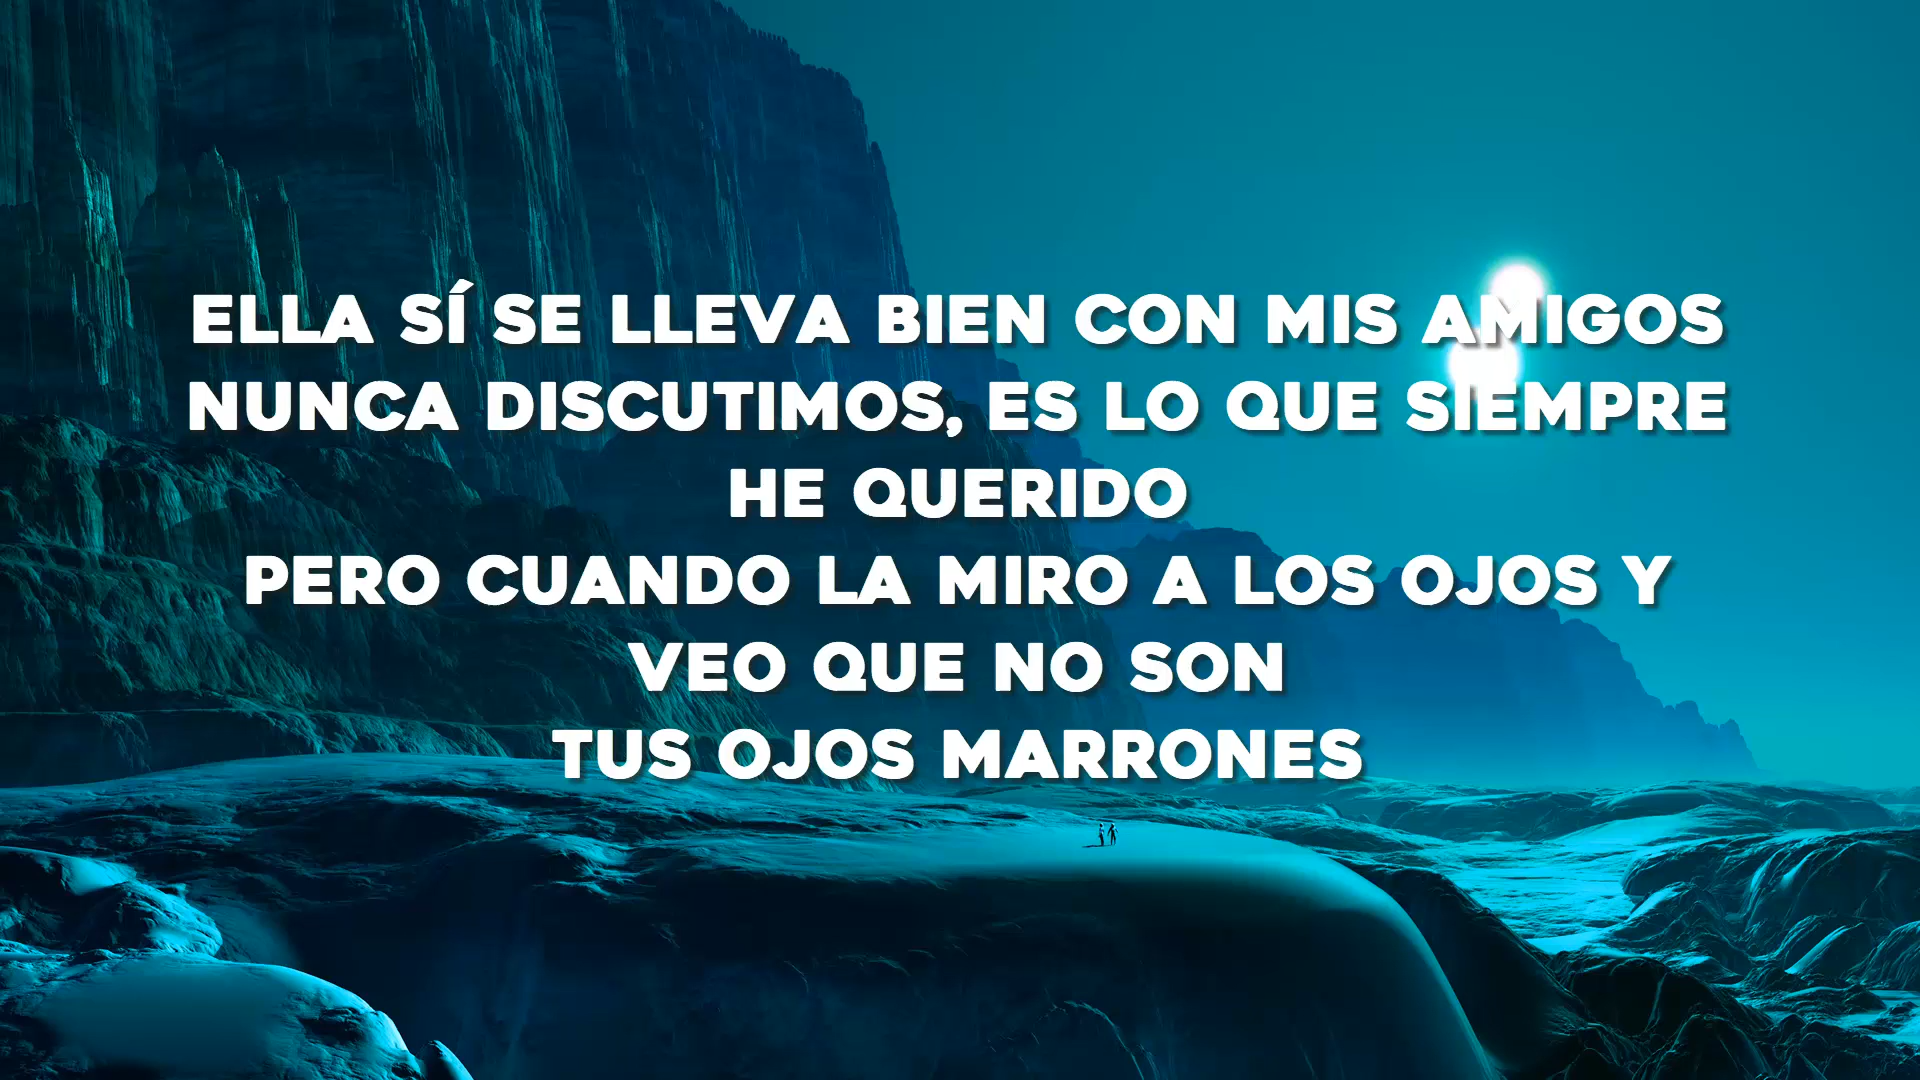 ELLA SÍ SE LLEVA BIEN CON MIS AMIGOS
NUNCA DISCUTIMOS, ES LO QUE SIEMPRE
HE QUERIDO
PERO CUANDO LA MIRO A LOS OJOS Y
VEO QUE NO SON
TUS OJOS MARRONES